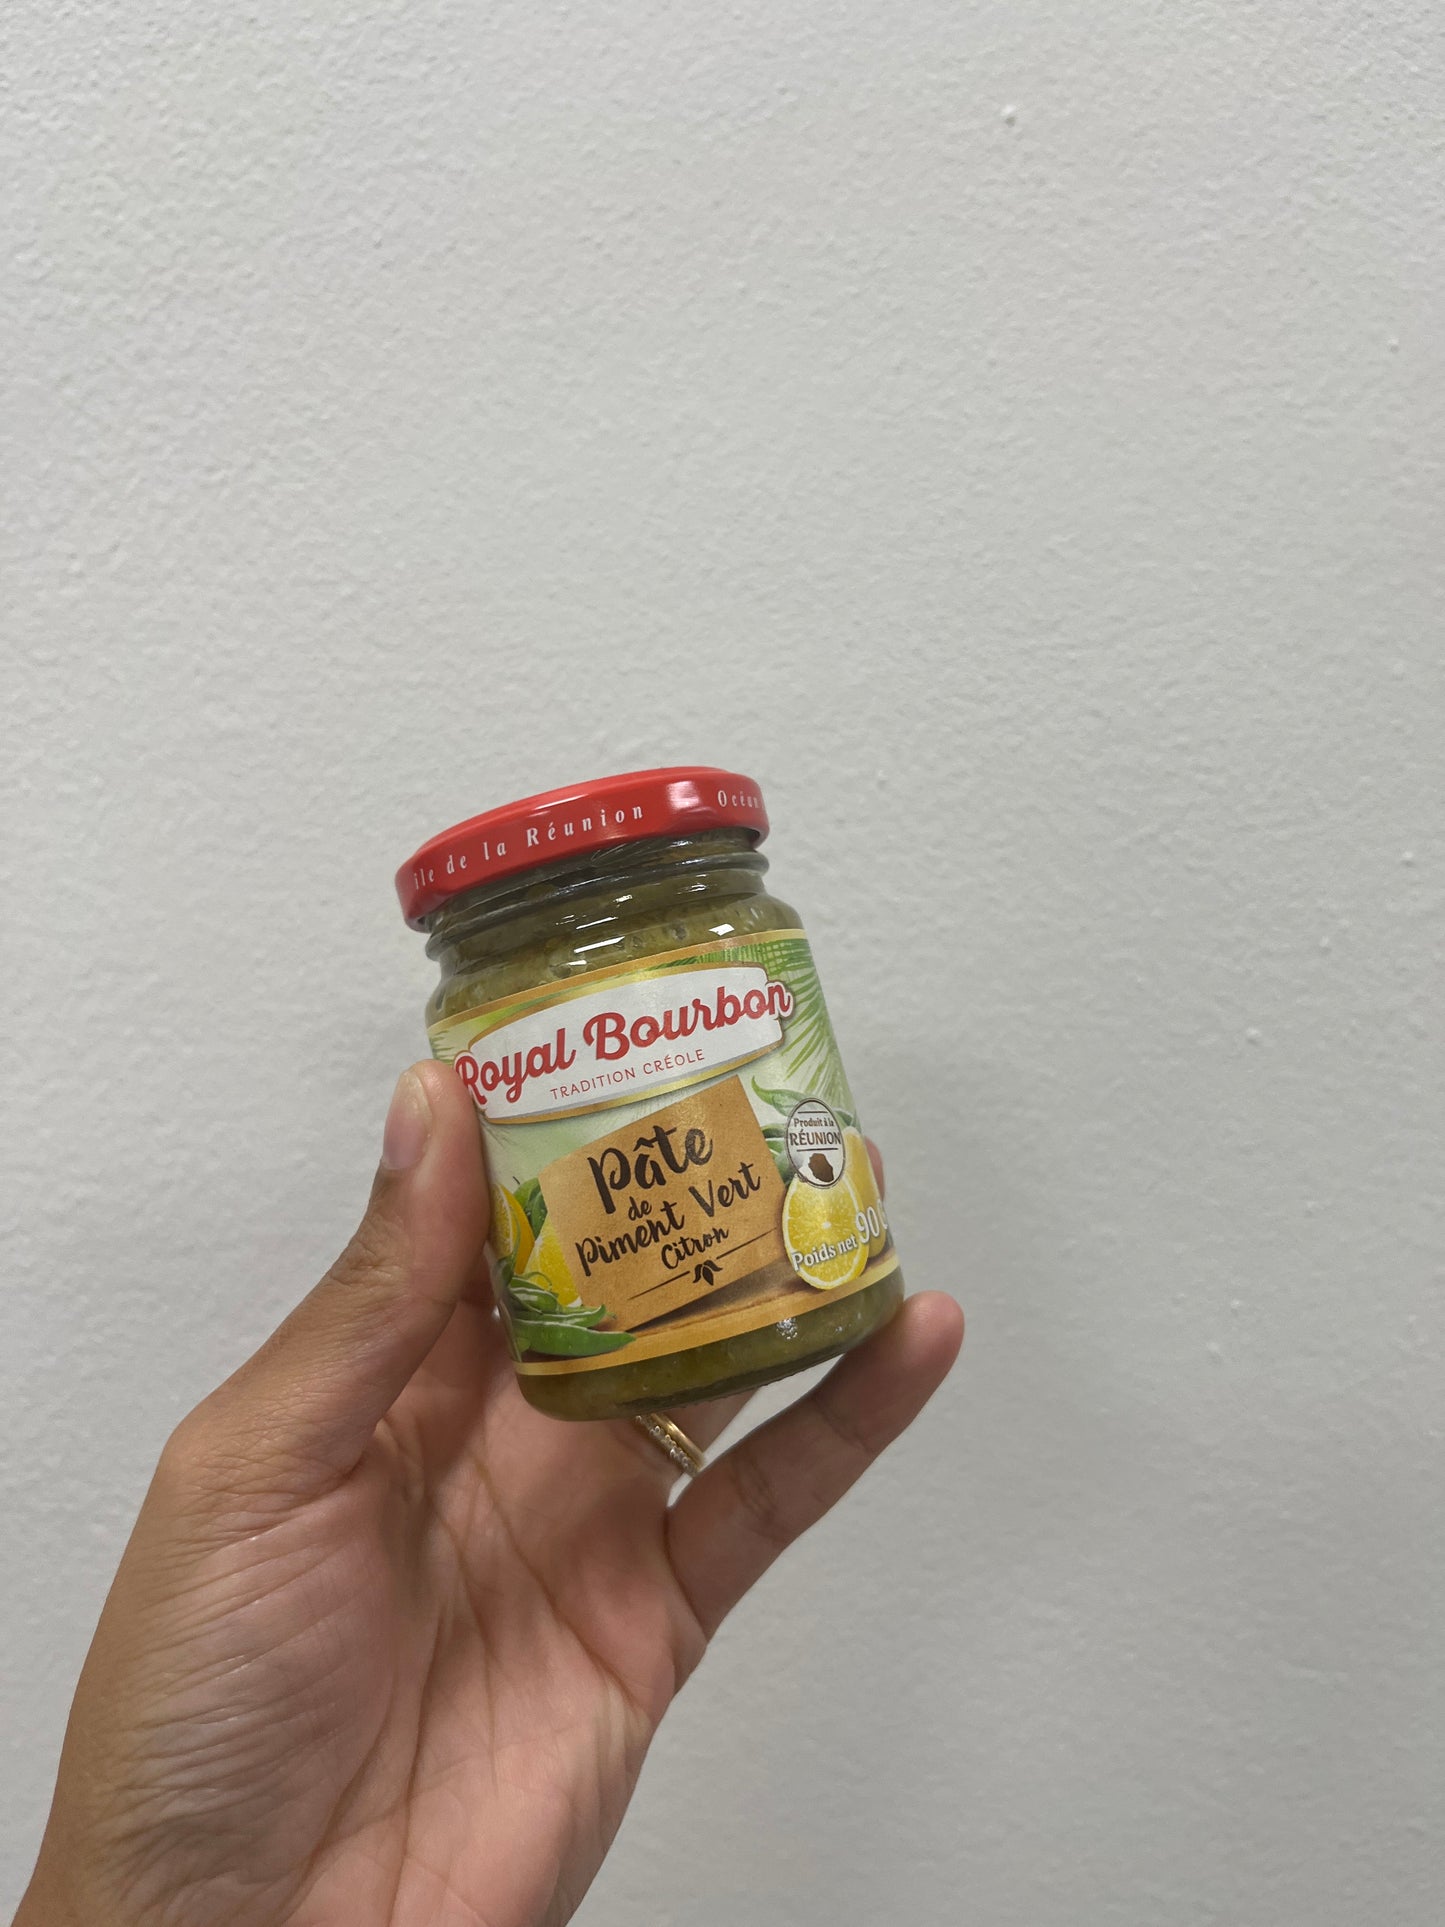 île de la Réunion Océan
Royal Bourbon
TRADITION CRÉOLE
Pâte
de
Piment Vert
Citron
Produit à la
RÉUNION
Poids net 90 g